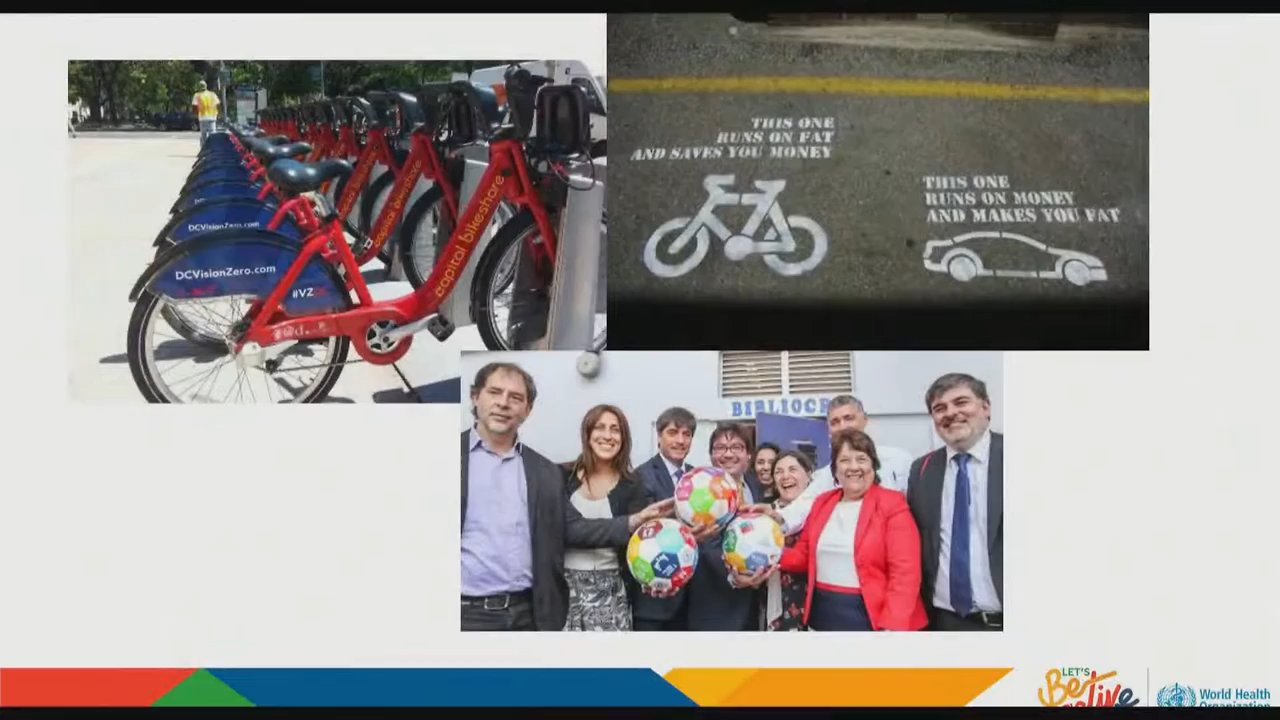 capital bikeshare
capital bikeshare
DCVisionZero.com
DCVisionZero.com
#VZ
THIS ONE
RUNS ON FAT
AND SAVES YOU MONEY
THIS ONE
RUNS ON MONEY
AND MAKES YOU FAT
LET'S
Be
World Health